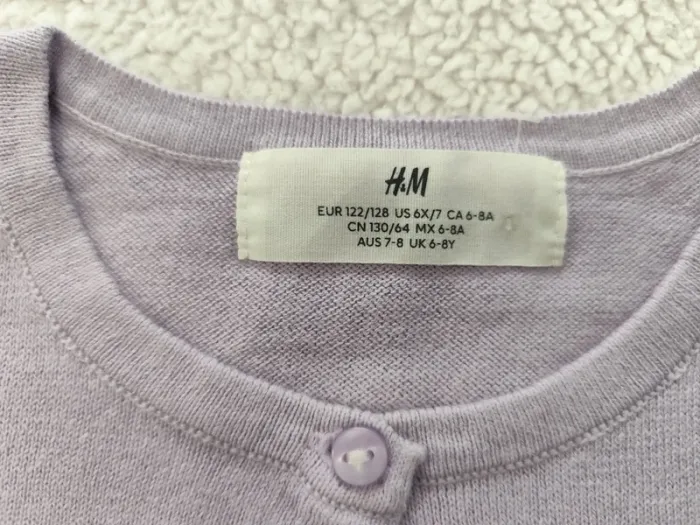 H&M
EUR 122/128 US 6X/7 CA 6-8A
CN 130/64 MX 6-8A
AUS 7-8 UK 6-8Y